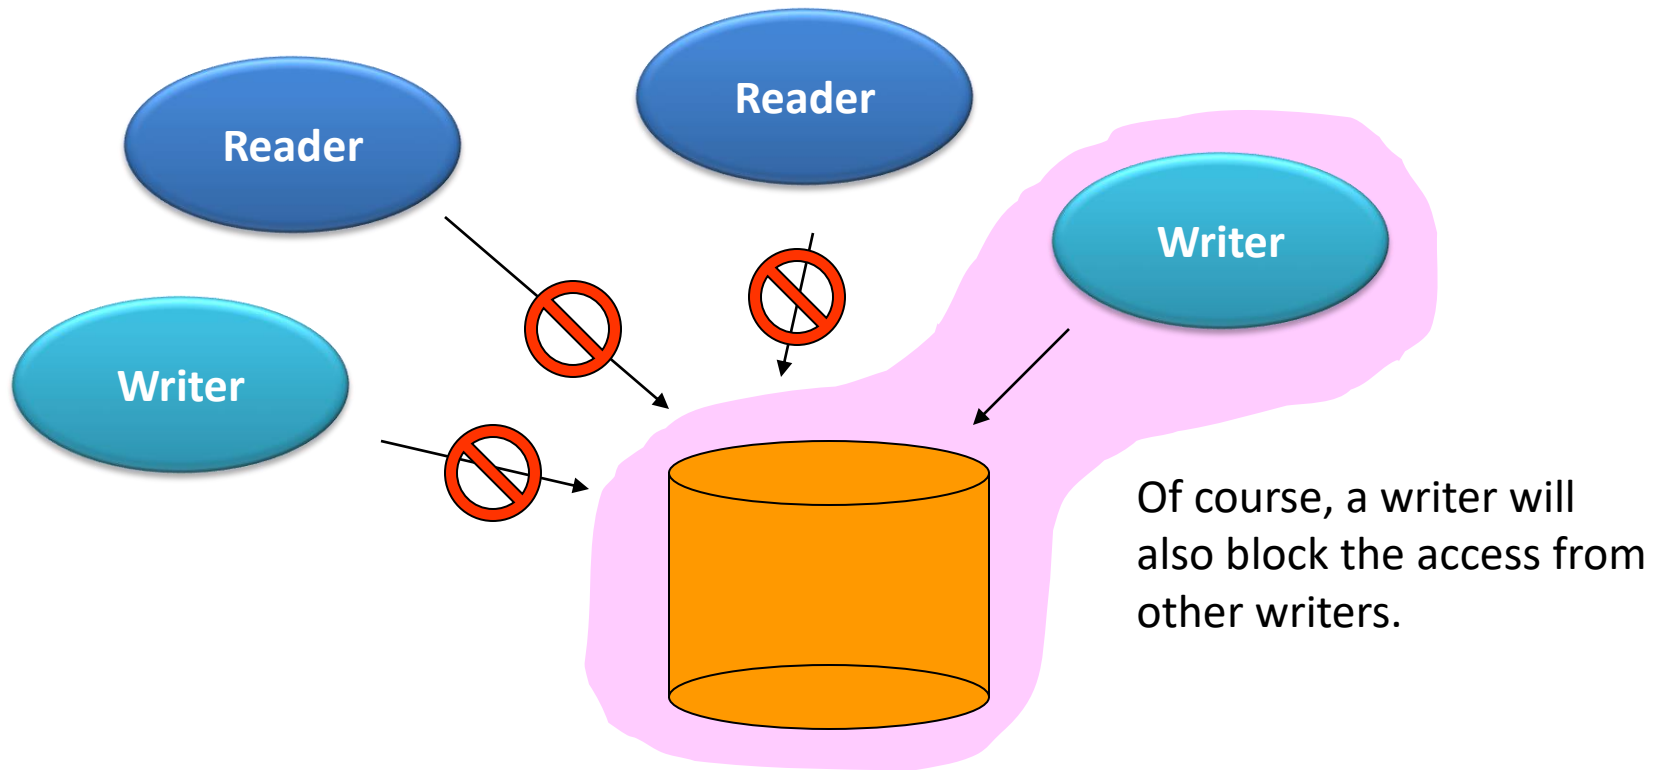 Reader
Reader
Writer
Writer
Of course, a writer will
also block the access from
other writers.